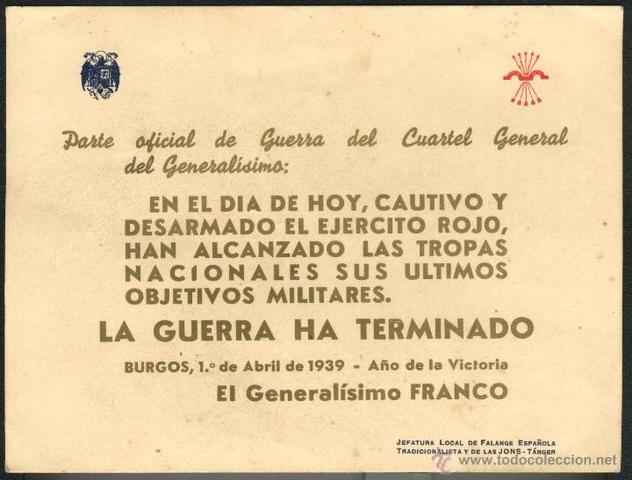 Parte oficial de Guerra del Cuartel General
del Generalísimo:
EN EL DIA DE HOY, CAUTIVO Y
DESARMADO EL EJERCITO ROJO,
HAN ALCANZADO LAS TROPAS
NACIONALES SUS ULTIMOS
OBJETIVOS MILITARES.
LA GUERRA HA TERMINADO
BURGOS, 1.º de Abril de 1939 - Año de la Victoria
El Generalísimo FRANCO
JEFATURA LOCAL DE FALANGE ESPAÑOLA
TRADICIONALISTA Y DE LAS JONS - TÁNGER
www.todocoleccion.net